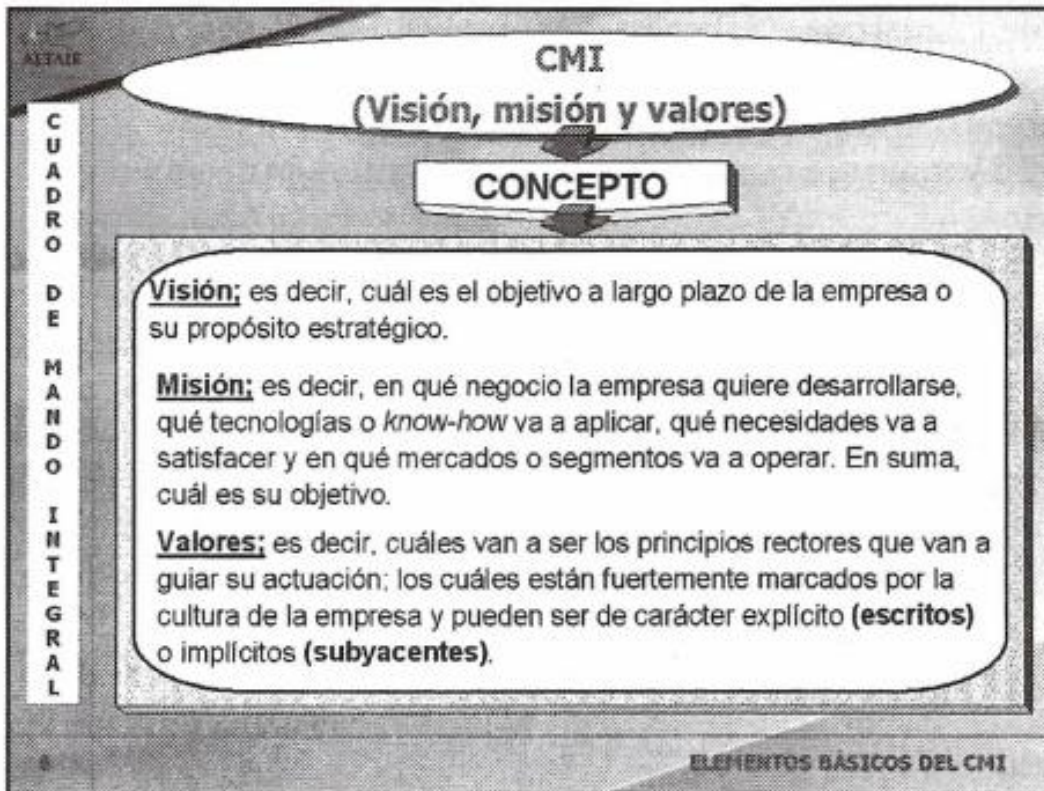 ALTAIR
CMI
(Visión, misión y valores)
CONCEPTO
CUADRO DE MANDO INTEGRAL
Visión; es decir, cuál es el objetivo a largo plazo de la empresa o
su propósito estratégico.
Misión; es decir, en qué negocio la empresa quiere desarrollarse,
qué tecnologías o know-how va a aplicar, qué necesidades va a
satisfacer y en qué mercados o segmentos va a operar. En suma,
cuál es su objetivo.
Valores; es decir, cuáles van a ser los principios rectores que van a
guiar su actuación; los cuáles están fuertemente marcados por la
cultura de la empresa y pueden ser de carácter explícito (escritos)
o implícitos (subyacentes).
ELEMENTOS BÁSICOS DEL CMI